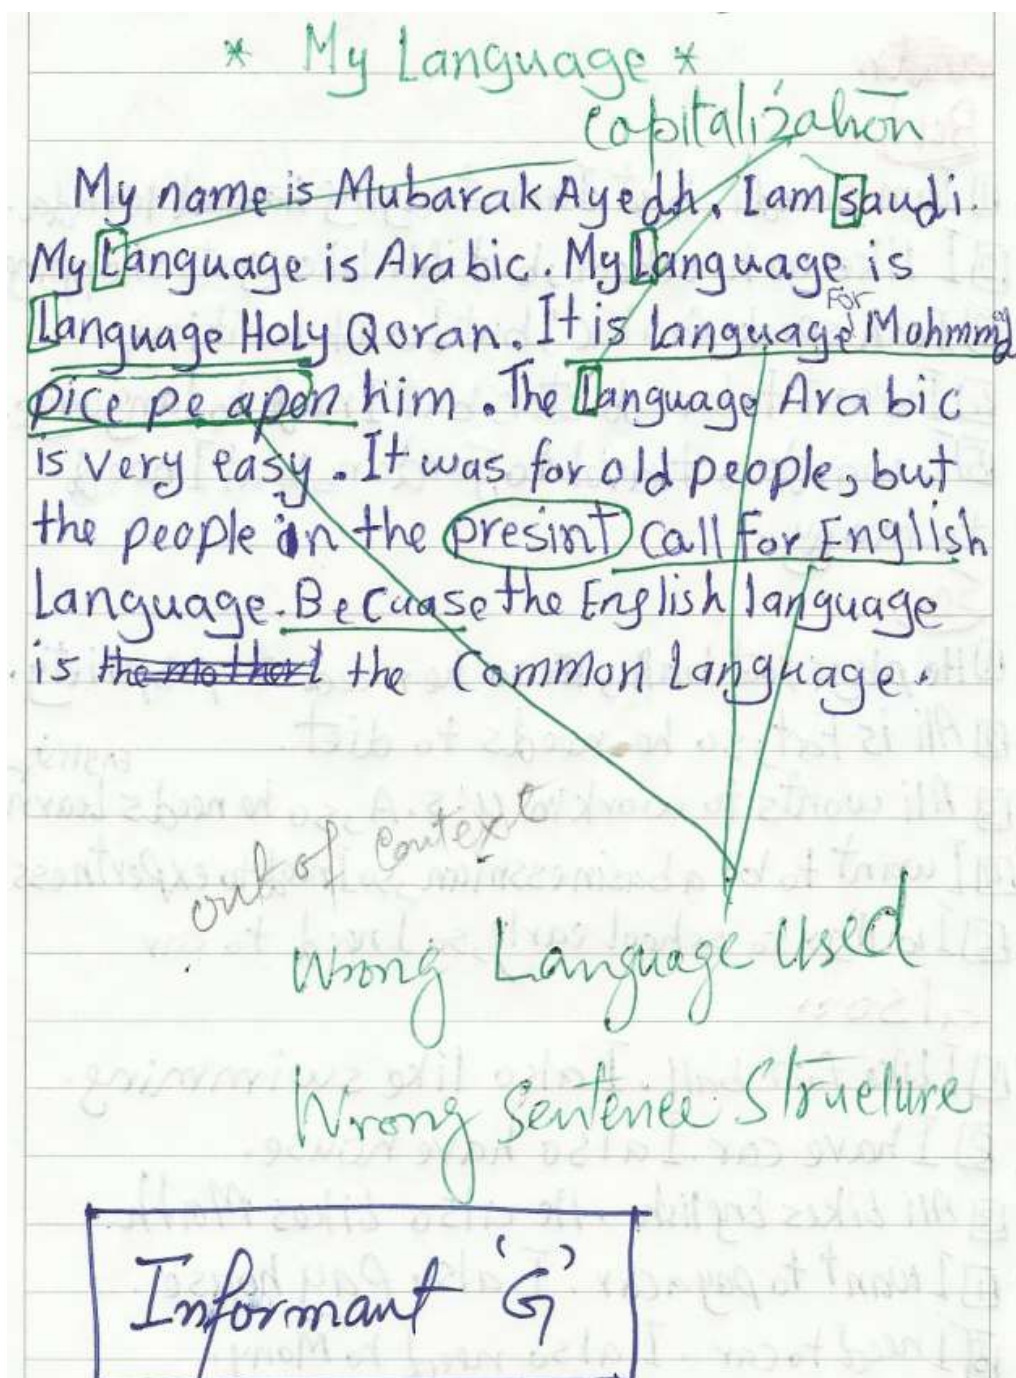 * My Language *
Capitalization
My name is Mubarak Ayedh. I am saudi.
My Language is Arabic. My Language is
Language Holy Qoran. It is language For Mohmmd
pice pe apon him. The Language Arabic
is very easy. It was for old people, but
the people in the presint call for English
Language. Becuase the English language
is the mother the Common Language.
out of context
Wrong Language Used
Wrong Sentence Structure
Informant 'G'